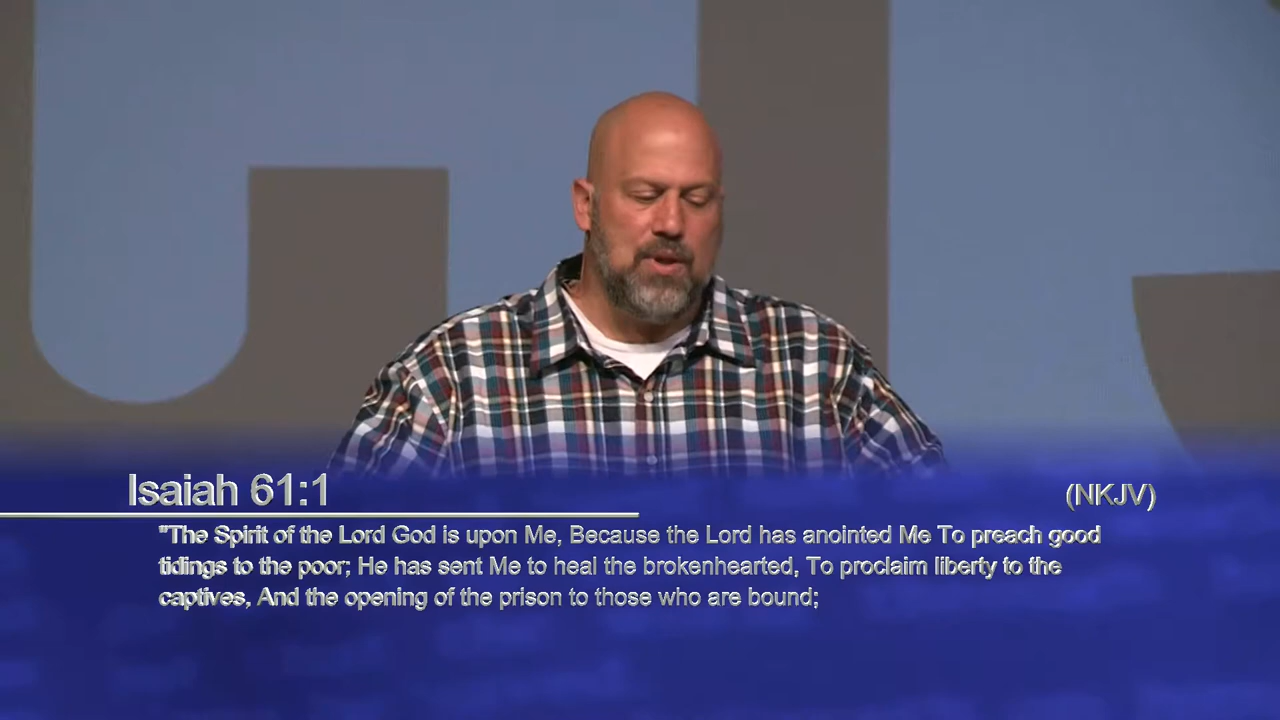 Isaiah 61:1
(NKJV)
"The Spirit of the Lord God is upon Me, Because the Lord has anointed Me To preach good
tidings to the poor; He has sent Me to heal the brokenhearted, To proclaim liberty to the
captives, And the opening of the prison to those who are bound;